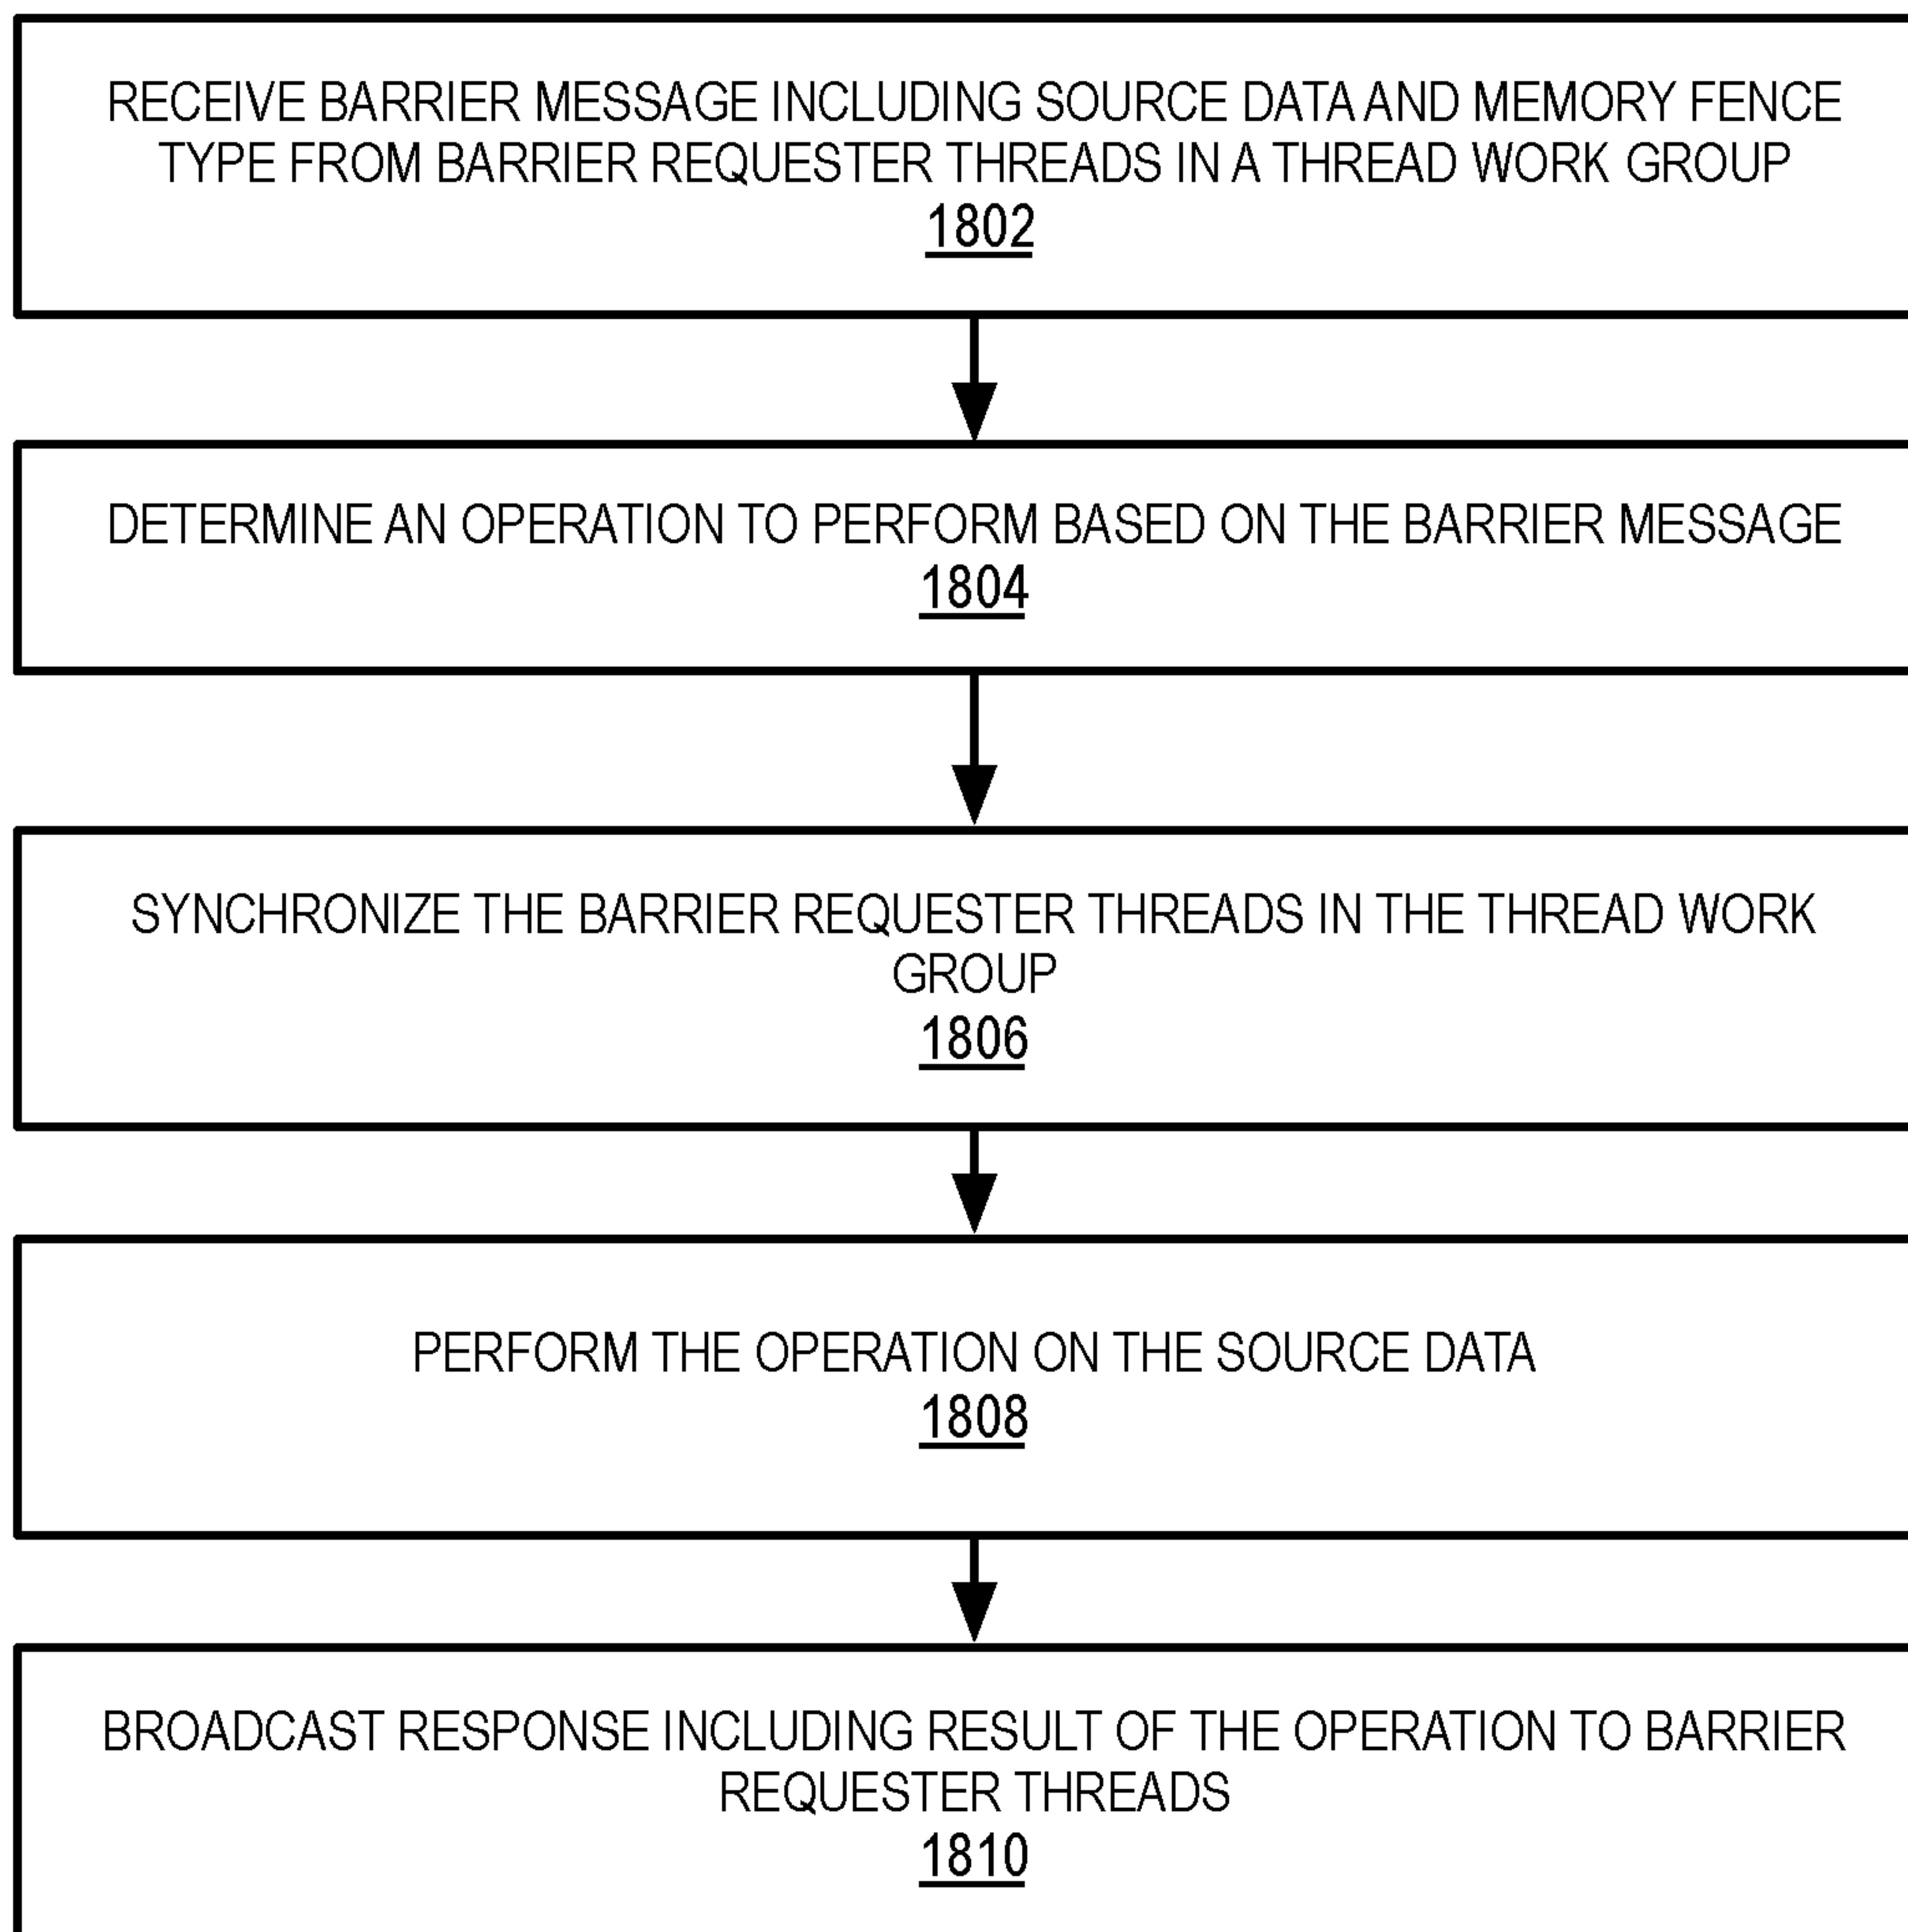 RECEIVE BARRIER MESSAGE INCLUDING SOURCE DATA AND MEMORY FENCE
TYPE FROM BARRIER REQUESTER THREADS IN A THREAD WORK GROUP
1802
DETERMINE AN OPERATION TO PERFORM BASED ON THE BARRIER MESSAGE
1804
SYNCHRONIZE THE BARRIER REQUESTER THREADS IN THE THREAD WORK
GROUP
1806
PERFORM THE OPERATION ON THE SOURCE DATA
1808
BROADCAST RESPONSE INCLUDING RESULT OF THE OPERATION TO BARRIER
REQUESTER THREADS
1810